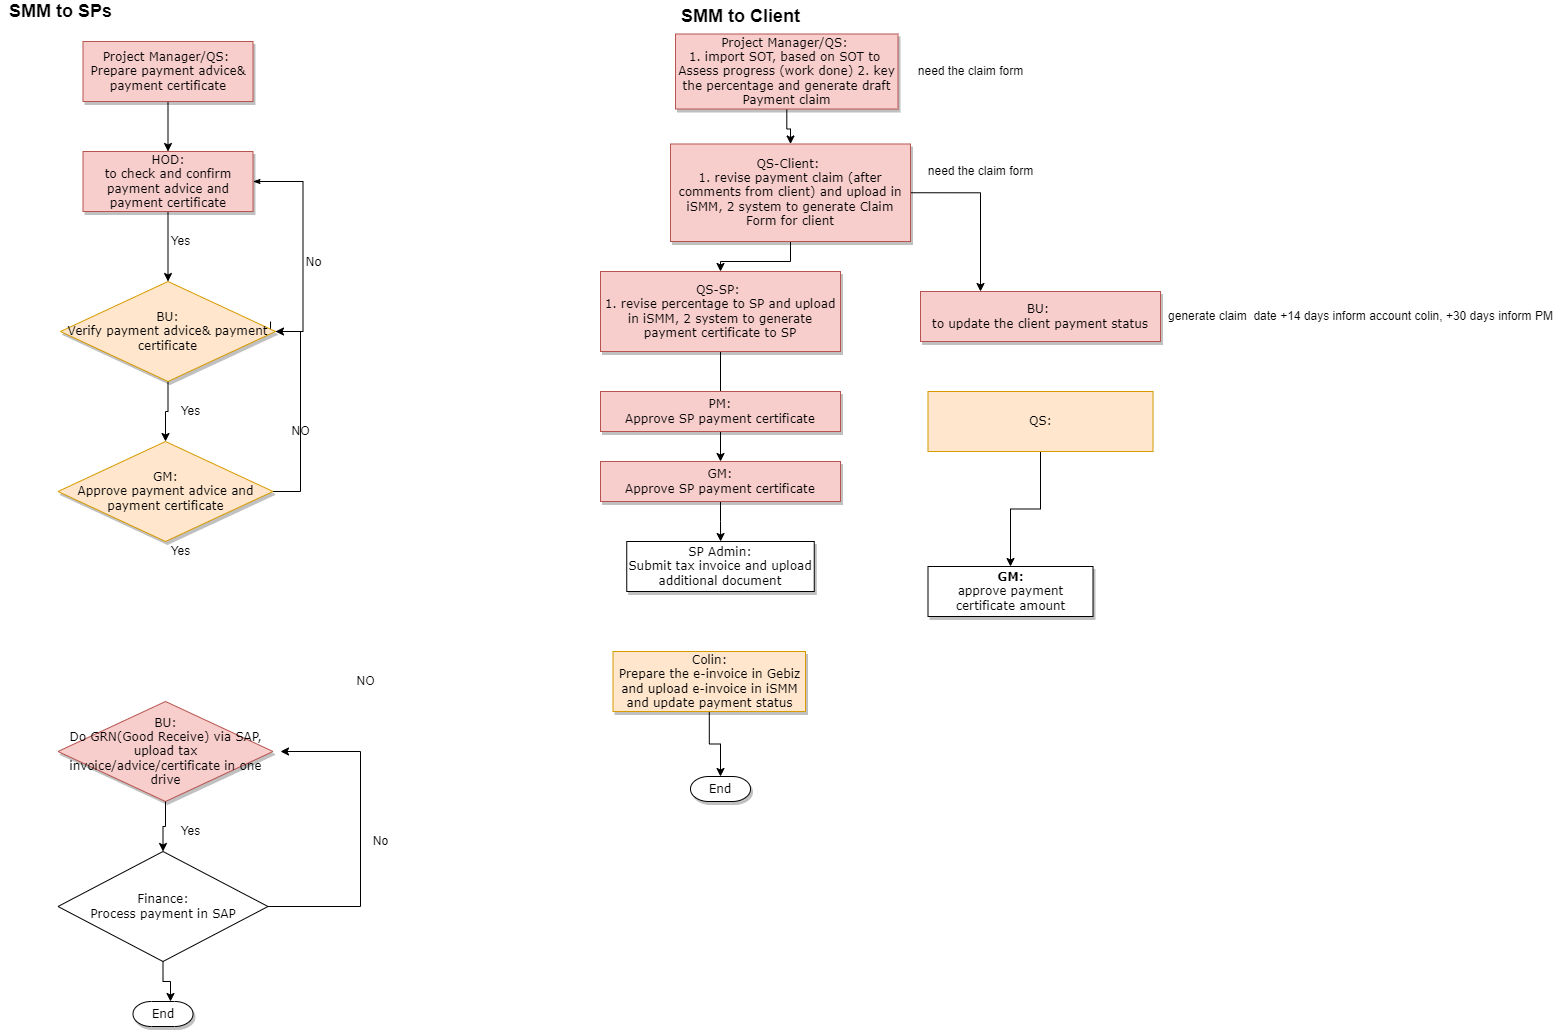 SMM to SPs
Project Manager/QS:
Prepare payment advice&
payment certificate
HOD:
to check and confirm
payment advice and
payment certificate
Yes
No
BU:
Verify payment advice& payment
certificate
Yes
NO
GM:
Approve payment advice and
payment certificate
Yes
NO
BU:
Do GRN(Good Receive) via SAP,
upload tax
invoice/advice/certificate in one
drive
Yes
No
Finance:
Process payment in SAP
End
SMM to Client
Project Manager/QS:
1. import SOT, based on SOT to
Assess progress (work done) 2. key
the percentage and generate draft
Payment claim
need the claim form
QS-Client:
1. revise payment claim (after
comments from client) and upload in
iSMM, 2 system to generate Claim
Form for client
need the claim form
QS-SP:
1. revise percentage to SP and upload
in iSMM, 2 system to generate
payment certificate to SP
BU:
to update the client payment status
generate claim  date +14 days inform account colin, +30 days inform PM
PM:
Approve SP payment certificate
QS:
GM:
Approve SP payment certificate
SP Admin:
Submit tax invoice and upload
additional document
GM:
approve payment
certificate amount
Colin:
Prepare the e-invoice in Gebiz
and upload e-invoice in iSMM
and update payment status
End